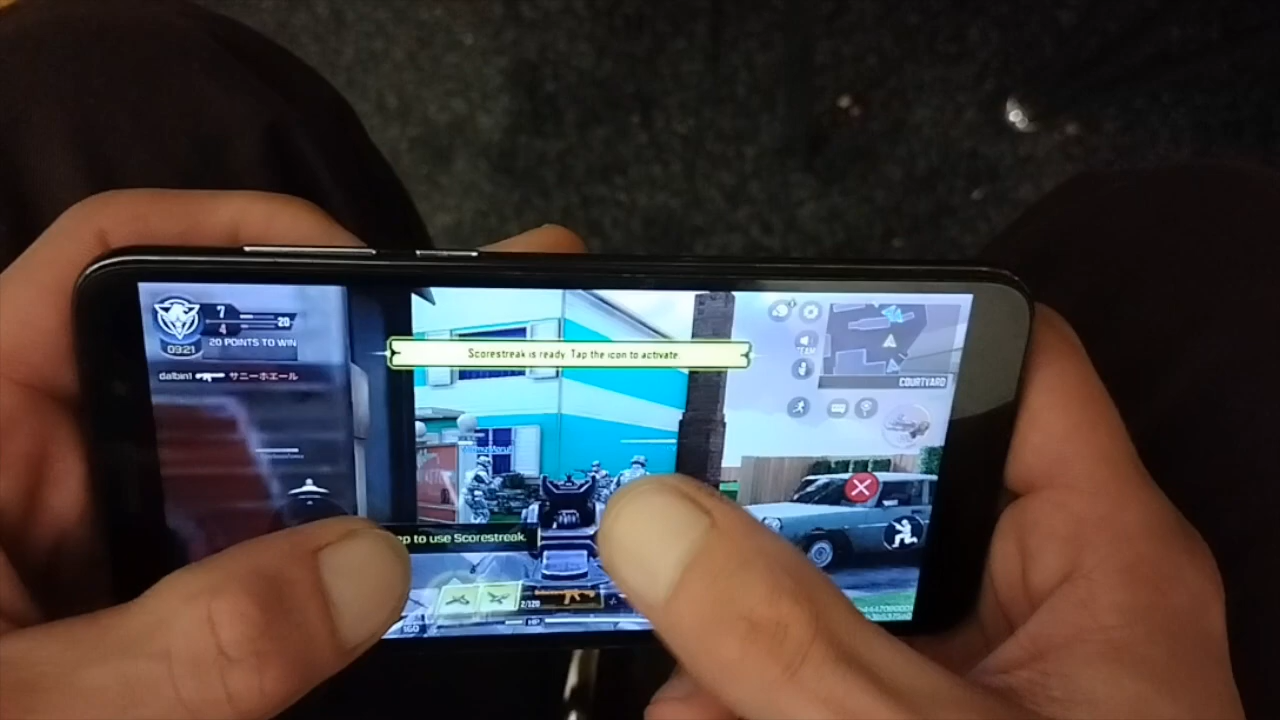 7
4
20
03:21
20 POINTS TO WIN
dalbin1 サニーホエール
Scorestreak is ready. Tap the icon to activate.
TEAM
COURTYARD
to use Scorestreak.
2/120
HP